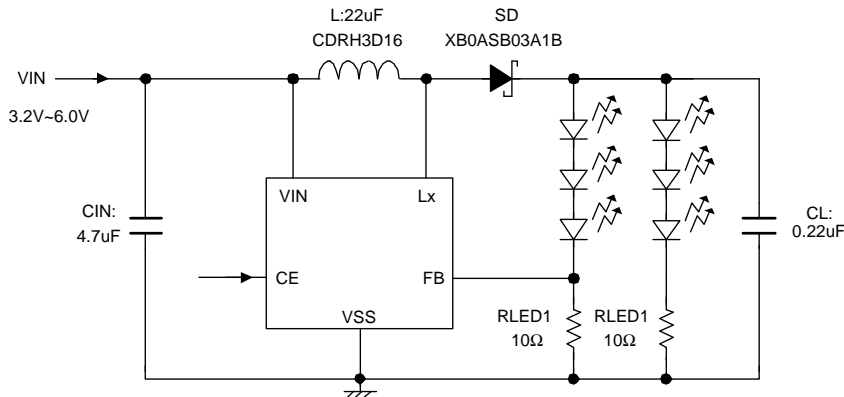 L:22uF
CDRH3D16
SD
XB0ASB03A1B
VIN
3.2V~6.0V
CIN:
4.7uF
VIN
Lx
CE
FB
VSS
RLED1
10Ω
RLED1
10Ω
CL:
0.22uF